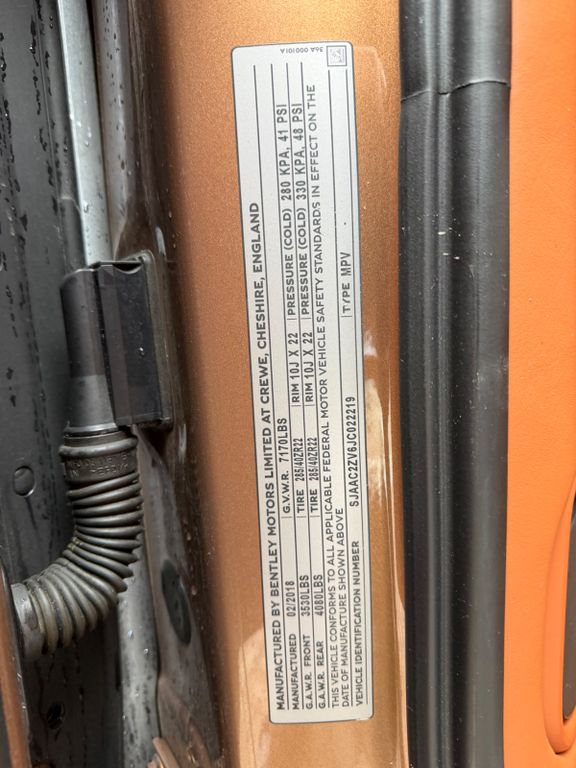 36A 000101A
MANUFACTURED BY BENTLEY MOTORS LIMITED AT CREWE, CHESHIRE, ENGLAND
MANUFACTURED 02/2018 G.V.W.R. 7170LBS
G.A.W.R. FRONT 3530LBS TIRE 285/40ZR22 RIM 10J X 22 PRESSURE (COLD) 280 KPA, 41 PSI
G.A.W.R. REAR 4080LBS TIRE 285/40ZR22 RIM 10J X 22 PRESSURE (COLD) 330 KPA, 48 PSI
THIS VEHICLE CONFORMS TO ALL APPLICABLE FEDERAL MOTOR VEHICLE SAFETY STANDARDS IN EFFECT ON THE
DATE OF MANUFACTURE SHOWN ABOVE
VEHICLE IDENTIFICATION NUMBER SJAAC2ZV6JC022219 TYPE MPV